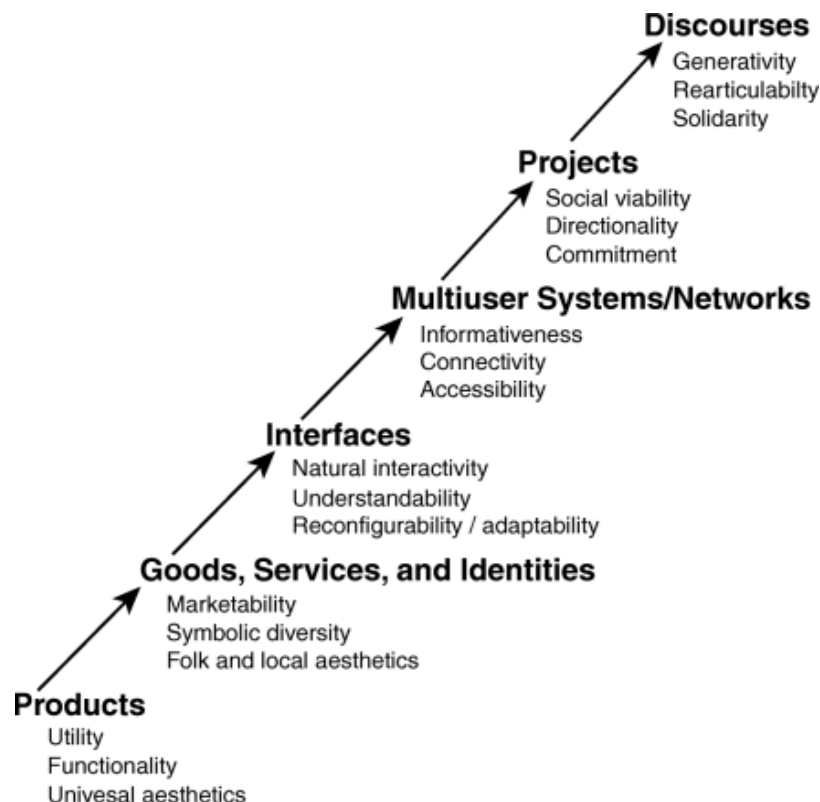 Discourses
Generativity
Rearticulabilty
Solidarity
Projects
Social viability
Directionality
Commitment
Multiuser Systems/Networks
Informativeness
Connectivity
Accessibility
Interfaces
Natural interactivity
Understandability
Reconfigurability / adaptability
Goods, Services, and Identities
Marketability
Symbolic diversity
Folk and local aesthetics
Products
Utility
Functionality
Univesal aesthetics